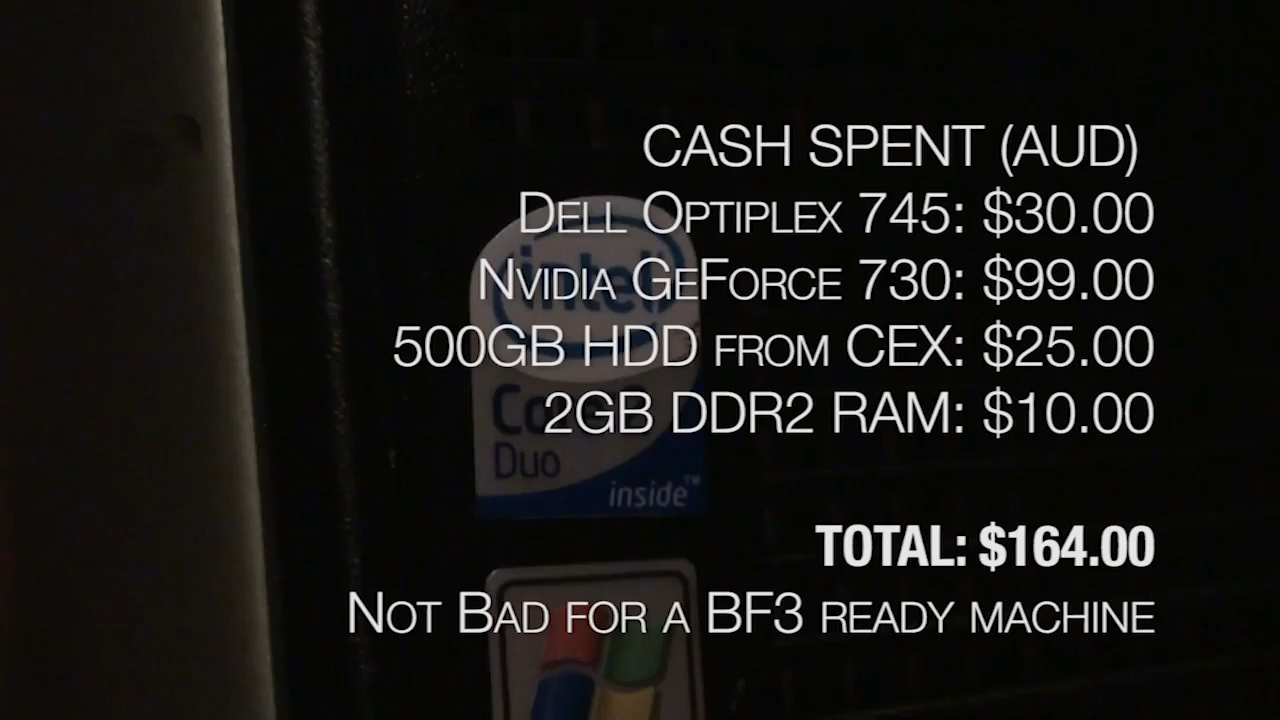 CASH SPENT (AUD)
DELL OPTIPLEX 745: $30.00
NVIDIA GEFORCE 730: $99.00
500GB HDD FROM CEX: $25.00
2GB DDR2 RAM: $10.00
TOTAL: $164.00
NOT BAD FOR A BF3 READY MACHINE
intel
Duo
inside™